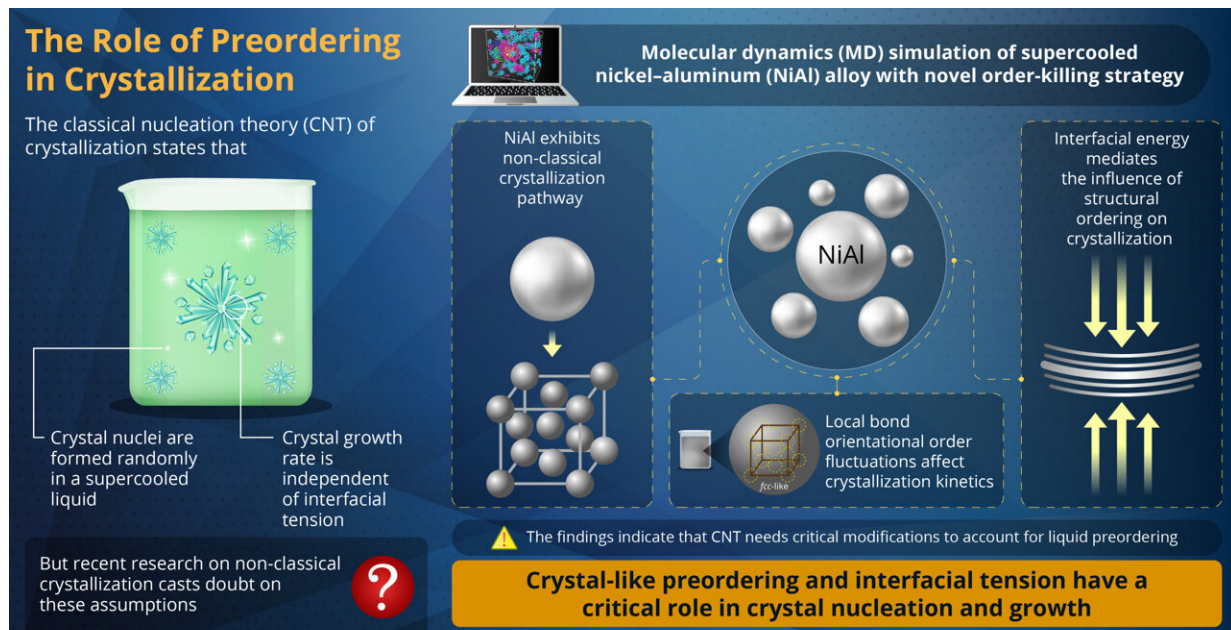 The Role of Preordering
in Crystallization
The classical nucleation theory (CNT) of
crystallization states that
Crystal nuclei are
formed randomly
in a supercooled
liquid
Crystal growth
rate is
independent
of interfacial
tension
But recent research on non-classical
crystallization casts doubt on
these assumptions
?
Molecular dynamics (MD) simulation of supercooled
nickel–aluminum (NiAl) alloy with novel order-killing strategy
NiAl exhibits
non-classical
crystallization
pathway
NiAl
fcc-like
Local bond
orientational order
fluctuations affect
crystallization kinetics
Interfacial energy
mediates
the influence of
structural
ordering on
crystallization
! The findings indicate that CNT needs critical modifications to account for liquid preordering
Crystal-like preordering and interfacial tension have a
critical role in crystal nucleation and growth